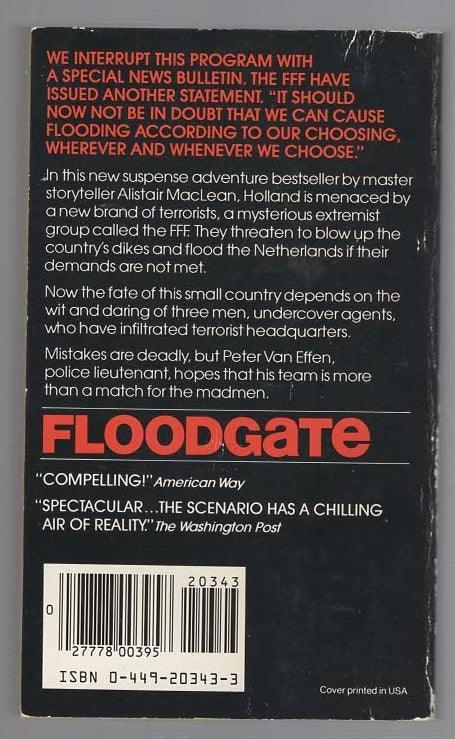 WE INTERRUPT THIS PROGRAM WITH
A SPECIAL NEWS BULLETIN. THE FFF HAVE
ISSUED ANOTHER STATEMENT. “IT SHOULD
NOW NOT BE IN DOUBT THAT WE CAN CAUSE
FLOODING ACCORDING TO OUR CHOOSING,
WHEREVER AND WHENEVER WE CHOOSE.”
In this new suspense adventure bestseller by master
storyteller Alistair MacLean, Holland is menaced by
a new brand of terrorists, a mysterious extremist
group called the FFF. They threaten to blow up the
country's dikes and flood the Netherlands if their
demands are not met.
Now the fate of this small country depends on the
wit and daring of three men, undercover agents,
who have infiltrated terrorist headquarters.
Mistakes are deadly, but Peter Van Effen,
police lieutenant, hopes that his team is more
than a match for the madmen.
FLOODGATE
“COMPELLING!” American Way
“SPECTACULAR...THE SCENARIO HAS A CHILLING
AIR OF REALITY.” The Washington Post
20343
0
27778 00395
ISBN 0-449-20343-3
Cover printed in USA